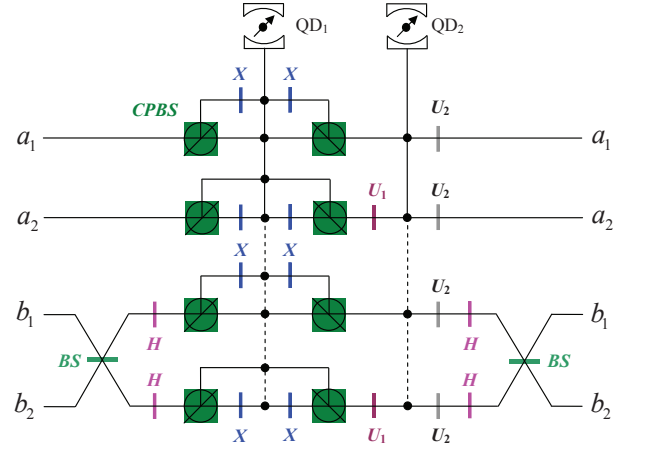 QD₁ QD₂
X X
CPBS U₂
a₁ a₁
U₁ U₂
a₂ a₂
X X
U₂
b₁ b₁
H H
BS BS
H H
b₂ b₂
X X U₁ U₂